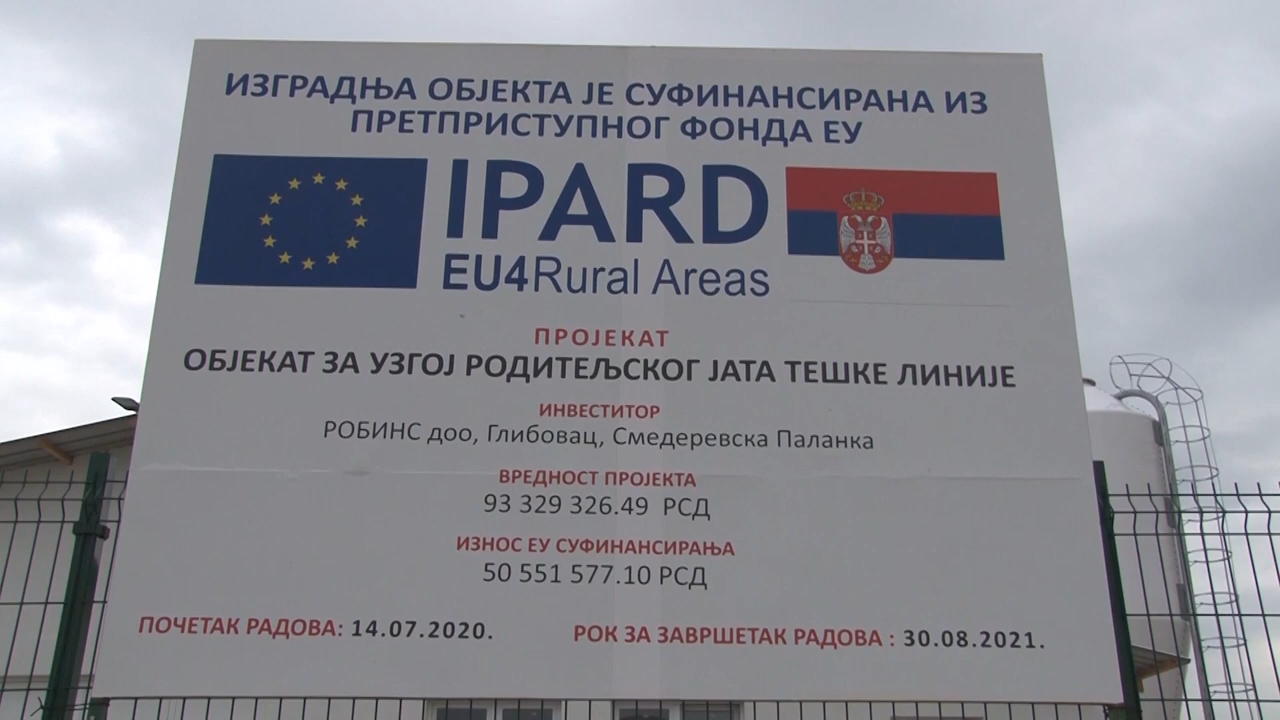 ИЗГРАДЊА ОБЈЕКТА ЈЕ СУФИНАНСИРАНА ИЗ
ПРЕТПРИСТУПНОГ ФОНДА ЕУ
IPARD
EU4Rural Areas
ПРОЈЕКАТ
ОБЈЕКАТ ЗА УЗГОЈ РОДИТЕЉСКОГ ЈАТА ТЕШКЕ ЛИНИЈЕ
ИНВЕСТИТОР
РОБИНС доо, Глибовац, Смедеревска Паланка
ВРЕДНОСТ ПРОЈЕКТА
93 329 326.49 РСД
ИЗНОС ЕУ СУФИНАНСИРАЊА
50 551 577.10 РСД
ПОЧЕТАК РАДОВА: 14.07.2020.
РОК ЗА ЗАВРШЕТАК РАДОВА : 30.08.2021.